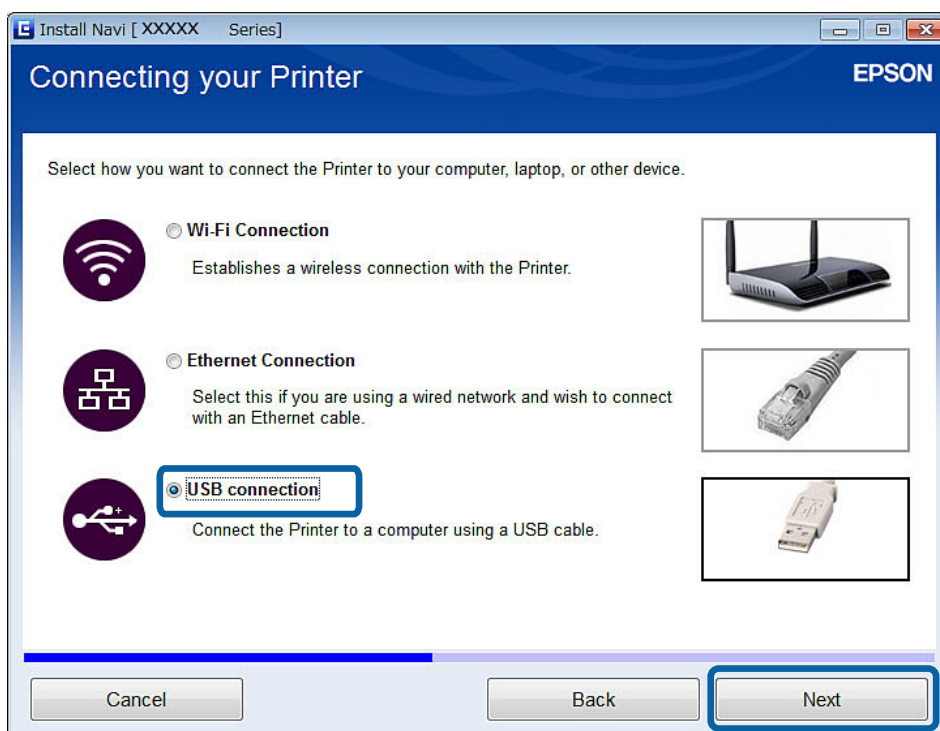 Install Navi [ XXXXX Series]
Connecting your Printer
EPSON
Select how you want to connect the Printer to your computer, laptop, or other device.
Wi-Fi Connection
Establishes a wireless connection with the Printer.
Ethernet Connection
Select this if you are using a wired network and wish to connect
with an Ethernet cable.
USB connection
Connect the Printer to a computer using a USB cable.
Cancel
Back
Next